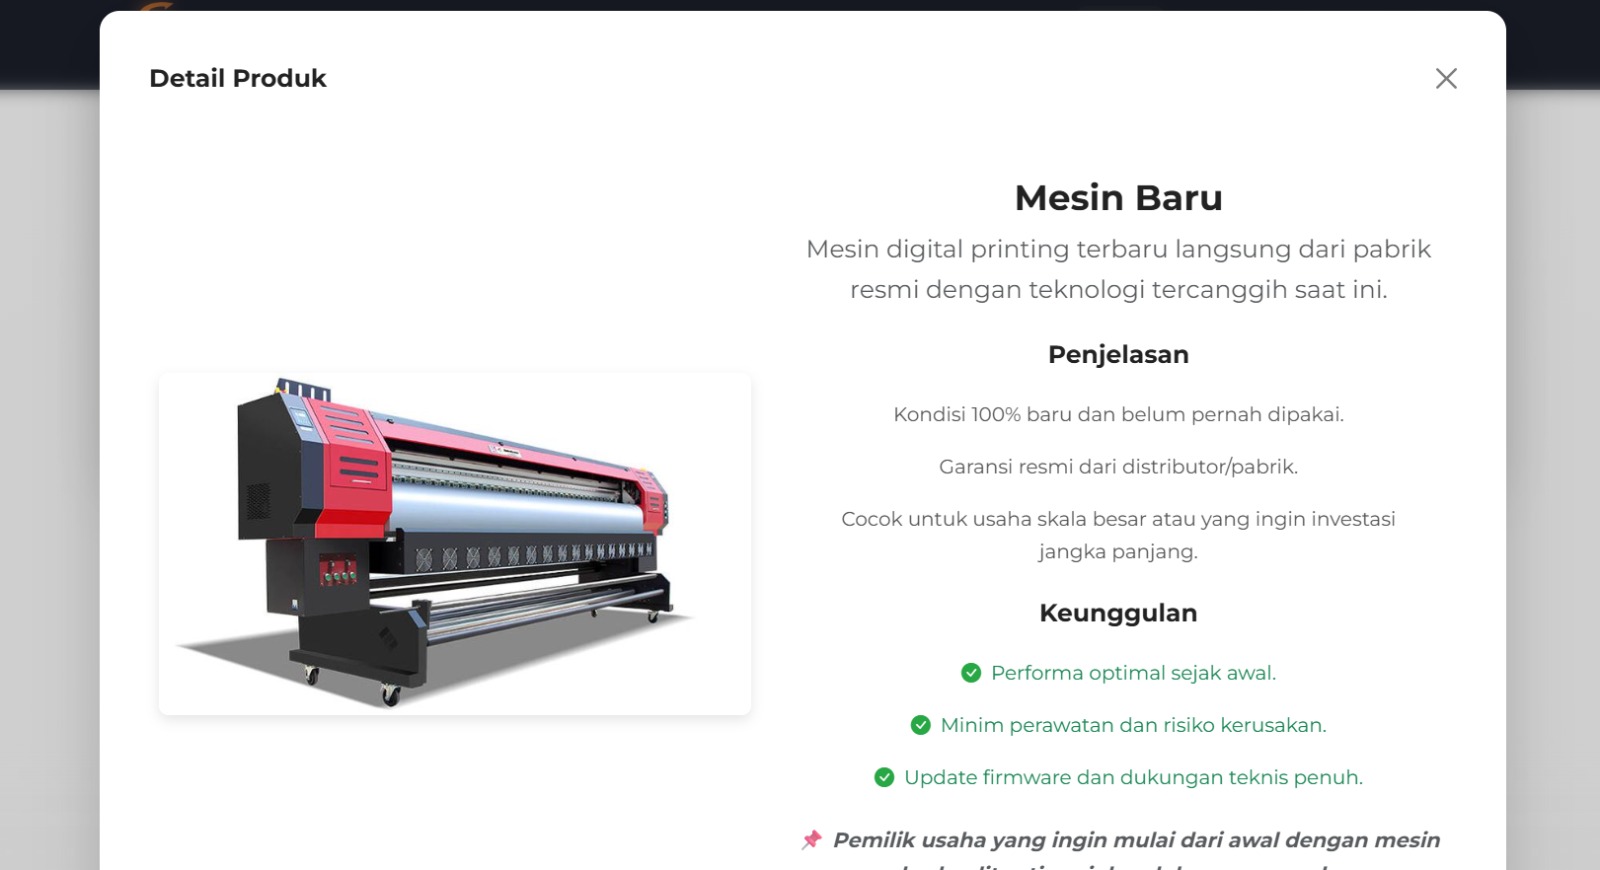 Detail Produk
Mesin Baru
Mesin digital printing terbaru langsung dari pabrik
resmi dengan teknologi tercanggih saat ini.
Penjelasan
Kondisi 100% baru dan belum pernah dipakai.
Garansi resmi dari distributor/pabrik.
Cocok untuk usaha skala besar atau yang ingin investasi
jangka panjang.
Keunggulan
Performa optimal sejak awal.
Minim perawatan dan risiko kerusakan.
Update firmware dan dukungan teknis penuh.
Pemilik usaha yang ingin mulai dari awal dengan mesin